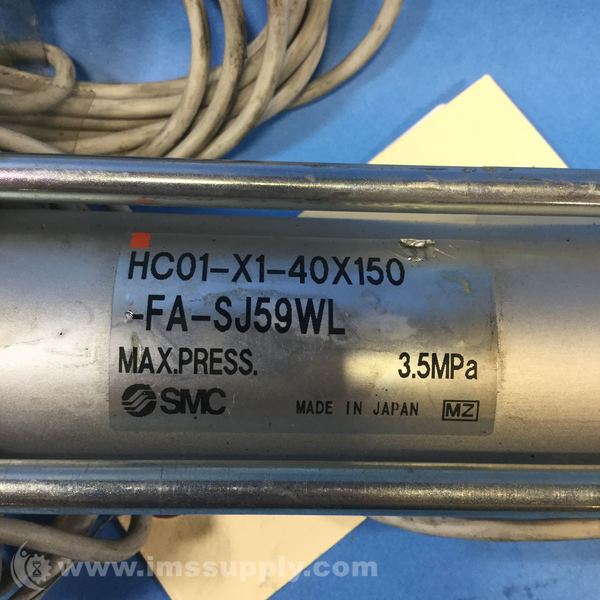 HC01-X1-40X150
-FA-SJ59WL
MAX.PRESS. 3.5MPa
SMC MADE IN JAPAN MZ
www.imssupply.com